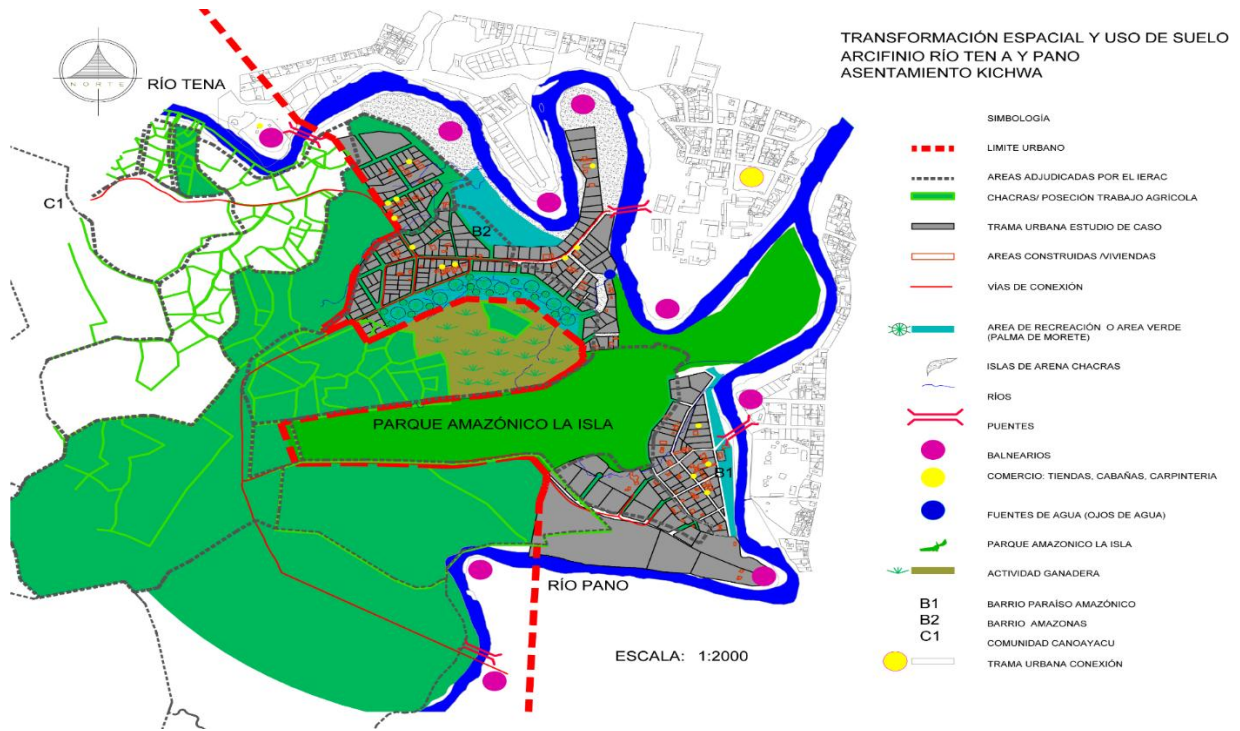 TRANSFORMACIÓN ESPACIAL Y USO DE SUELO
ARCIFINIO RÍO TEN A Y PANO
ASENTAMIENTO KICHWA
NORTE
RÍO TENA
C1
B2
PARQUE AMAZÓNICO LA ISLA
B1
RÍO PANO
ESCALA: 1:2000
SIMBOLOGÍA
LIMITE URBANO
AREAS ADJUDICADAS POR EL IERAC
CHACRAS/ POSECIÓN TRABAJO AGRÍCOLA
TRAMA URBANA ESTUDIO DE CASO
AREAS CONSTRUIDAS /VIVIENDAS
VÍAS DE CONEXIÓN
AREA DE RECREACIÓN O AREA VERDE
(PALMA DE MORETE)
ISLAS DE ARENA CHACRAS
RÍOS
PUENTES
BALNEARIOS
COMERCIO: TIENDAS, CABAÑAS, CARPINTERIA
FUENTES DE AGUA (OJOS DE AGUA)
PARQUE AMAZONICO LA ISLA
ACTIVIDAD GANADERA
B1 BARRIO PARAÍSO AMAZÓNICO
B2 BARRIO AMAZONAS
C1 COMUNIDAD CANOAYACU
TRAMA URBANA CONEXIÓN